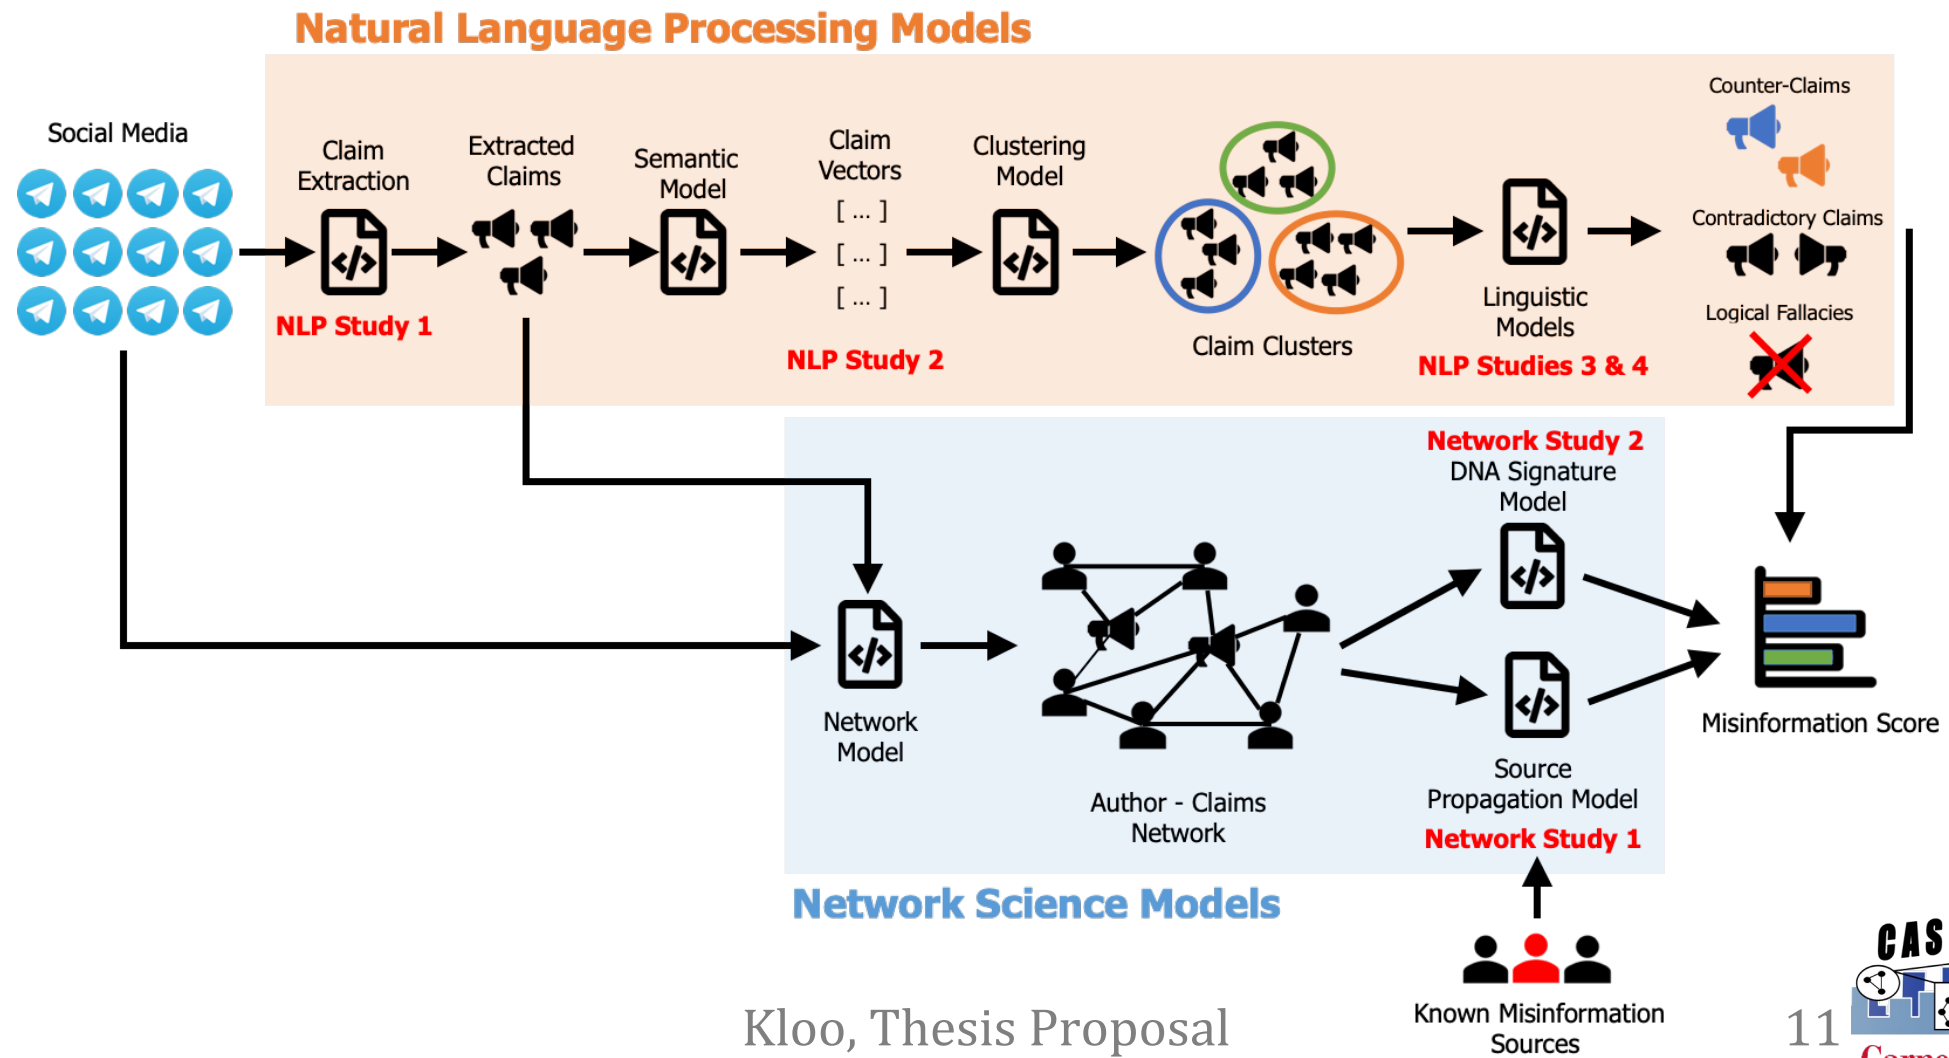 Natural Language Processing Models
Social Media
Claim
Extraction
</>
NLP Study 1
Extracted
Claims
Semantic
Model
</>
Claim
Vectors
[ ... ]
[ ... ]
[ ... ]
NLP Study 2
Clustering
Model
</>
Claim Clusters
</>
Linguistic
Models
NLP Studies 3 & 4
Counter-Claims
Contradictory Claims
Logical Fallacies
</>
Network
Model
Author - Claims
Network
Network Study 2
DNA Signature
Model
</>
</>
Source
Propagation Model
Network Study 1
Misinformation Score
Network Science Models
Known Misinformation
Sources
Kloo, Thesis Proposal
11
CAS